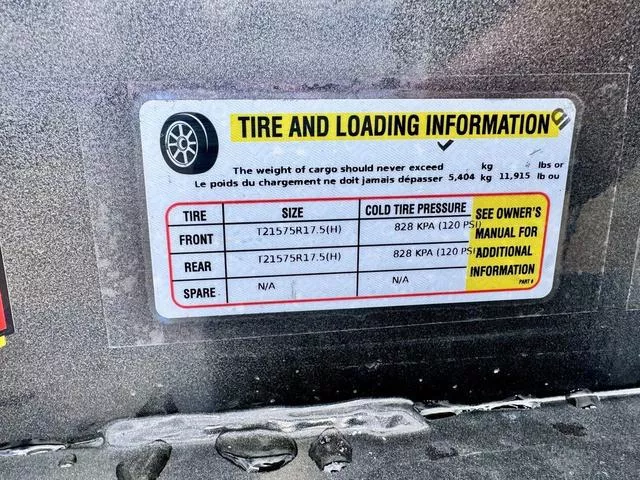 TIRE AND LOADING INFORMATION
The weight of cargo should never exceed kg lbs or
Le poids du chargement ne doit jamais dépasser 5,404 kg 11,915 lb ou
TIRE SIZE COLD TIRE PRESSURE
FRONT T21575R17.5(H) 828 KPA (120 PSI)
REAR T21575R17.5(H) 828 KPA (120 PSI
SPARE N/A N/A
SEE OWNER'S
MANUAL FOR
ADDITIONAL
INFORMATION
PART #